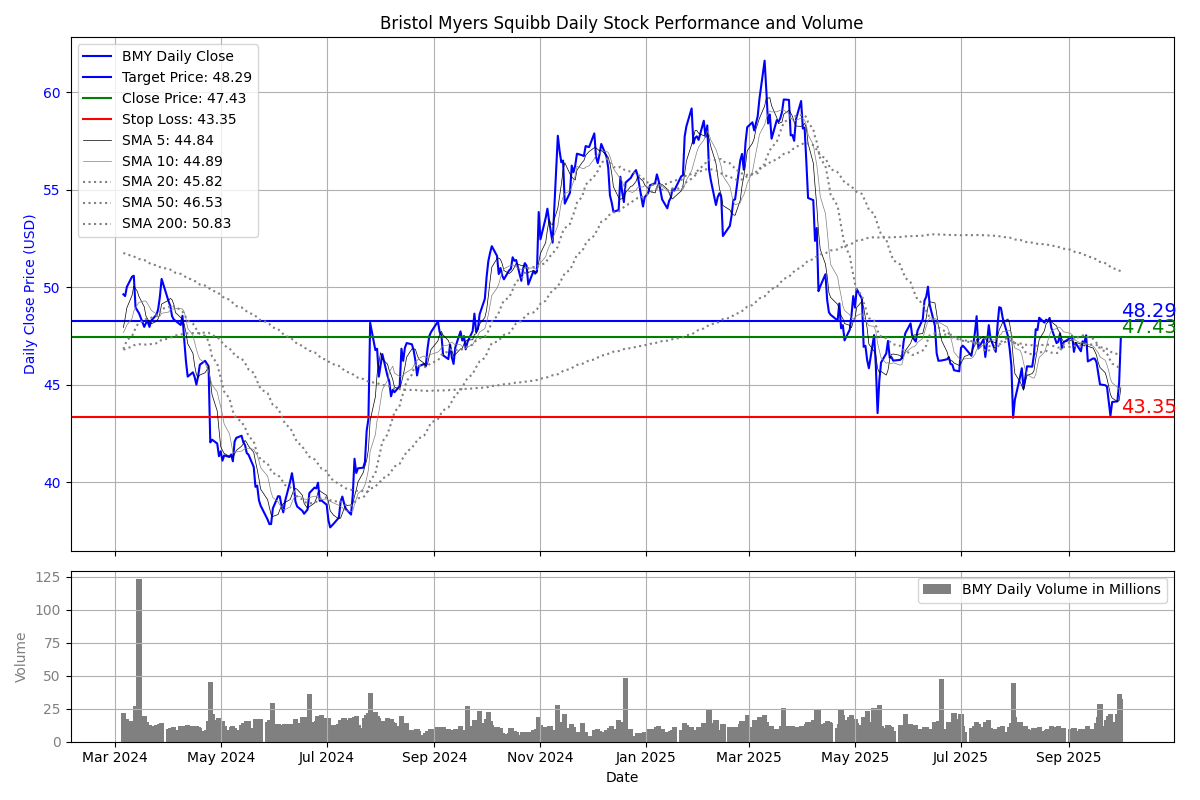 Bristol Myers Squibb Daily Stock Performance and Volume
BMY Daily Close
Target Price: 48.29
Close Price: 47.43
Stop Loss: 43.35
SMA 5: 44.84
SMA 10: 44.89
SMA 20: 45.82
SMA 50: 46.53
SMA 200: 50.83
Daily Close Price (USD)
60
55
50
45
40
48.29
47.43
43.35
BMY Daily Volume in Millions
Volume
125
100
75
50
25
0
Mar 2024 May 2024 Jul 2024 Sep 2024 Nov 2024 Jan 2025 Mar 2025 May 2025 Jul 2025 Sep 2025
Date